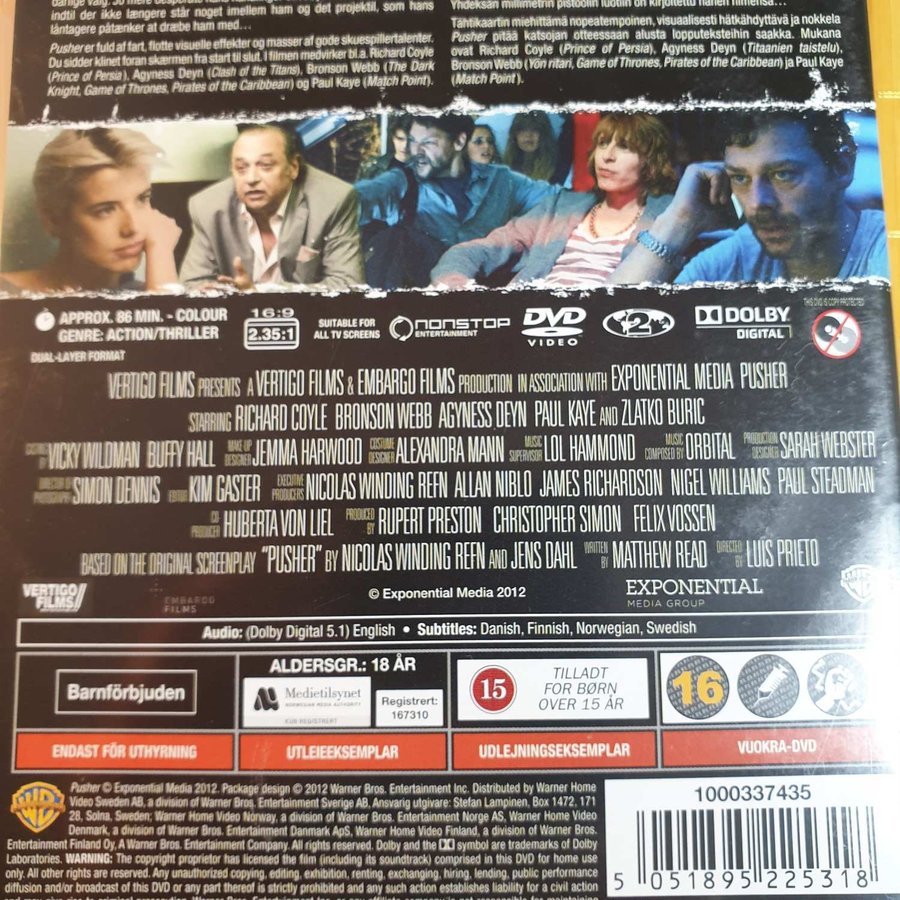 indtil det ikke længere står noget imellem ham og det projektil, som hans
låntagere påtænker at dræbe ham med...
Pusher er fuld af fart, flotte visuelle effekter og masser af gode skuespillertalenter.
Du sidder klinet foran skærmen fra start til slut. I filmen medvirker bl.a. Richard Coyle
(Prince of Persia), Agyness Deyn (Clash of the Titans), Bronson Webb (The Dark
Knight, Game of Thrones, Pirates of the Caribbean) og Paul Kaye (Match Point).
Yhdeksän millimetrin pistoolin luotiin on kirjoitettu hänen nimensä...
Tähtikaartin miehittämä nopeatempoinen, visuaalisesti hätkähdyttävä ja nokkela
Pusher pitää katsojan otteessaan alusta lopputeksteihin saakka. Mukana
ovat Richard Coyle (Prince of Persia), Agyness Deyn (Titaanien taistelu),
Bronson Webb (Yön ritari, Game of Thrones, Pirates of the Caribbean) ja Paul Kaye
(Match Point).
APPROX. 86 MIN. - COLOUR
GENRE: ACTION/THRILLER
DUAL-LAYER FORMAT
16:9
2.35:1
SUITABLE FOR
ALL TV SCREENS
NONSTOP
ENTERTAINMENT
DVD
VIDEO
2
DOLBY
DIGITAL
THIS DVD IS COPY PROTECTED
VERTIGO FILMS PRESENTS A VERTIGO FILMS & EMBARGO FILMS PRODUCTION IN ASSOCIATION WITH EXPONENTIAL MEDIA PUSHER
STARRING RICHARD COYLE BRONSON WEBB AGYNESS DEYN PAUL KAYE AND ZLATKO BURIC
CASTING BY VICKY WILDMAN BUFFY HALL MAKE-UP DESIGNER JEMMA HARWOOD COSTUME DESIGNER ALEXANDRA MANN MUSIC SUPERVISOR LOL HAMMOND MUSIC COMPOSED BY ORBITAL PRODUCTION DESIGNER SARAH WEBSTER
DIRECTOR OF PHOTOGRAPHY SIMON DENNIS EDITOR KIM GASTER EXECUTIVE PRODUCERS NICOLAS WINDING REFN ALLAN NIBLO JAMES RICHARDSON NIGEL WILLIAMS PAUL STEADMAN
CO-PRODUCER HUBERTA VON LIEL PRODUCED BY RUPERT PRESTON CHRISTOPHER SIMON FELIX VOSSEN
BASED ON THE ORIGINAL SCREENPLAY "PUSHER" BY NICOLAS WINDING REFN AND JENS DAHL WRITTEN BY MATTHEW READ DIRECTED BY LUIS PRIETO
VERTIGO
FILMS
EMBARGO
FILMS
© Exponential Media 2012
EXPONENTIAL
MEDIA GROUP
Audio: (Dolby Digital 5.1) English • Subtitles: Danish, Finnish, Norwegian, Swedish
Barnförbjuden
ENDAST FÖR UTHYRNING
ALDERSGR.: 18 ÅR
Medietilsynet
NORWEGIAN MEDIA AUTHORITY
KUN REGISTRERT
Registrert:
167310
UTLEIEEKSEMPLAR
15
TILLADT
FOR BØRN
OVER 15 ÅR
UDLEJNINGSEKSEMPLAR
16
VUOKRA-DVD
Pusher © Exponential Media 2012. Package design © 2012 Warner Bros. Entertainment Inc. Distributed by Warner Home
Video Sweden AB, a division of Warner Bros. Entertainment Sverige AB, Ansvarig utgivare: Stefan Lampinen, Box 1472, 171
28, Solna, Sweden; Warner Home Video Norway, a division of Warner Bros. Entertainment Norge AS, Warner Home Video
Denmark, a division of Warner Bros. Entertainment Danmark ApS, Warner Home Video Finland, a division of Warner Bros.
Entertainment Finland Oy, A Warner Bros. Entertainment Company. All rights reserved. Dolby and the DD symbol are trademarks of Dolby
Laboratories. WARNING: The copyright proprietor has licensed the film (including its soundtrack) comprised in this DVD for home use
only. All other rights are reserved. Any unauthorized copying, editing, exhibition, renting, exchanging, hiring, lending, public performance
diffusion and/or broadcast of this DVD or any part thereof is strictly prohibited and any such action establishes liability for a civil action
1000337435
5 051895 225318